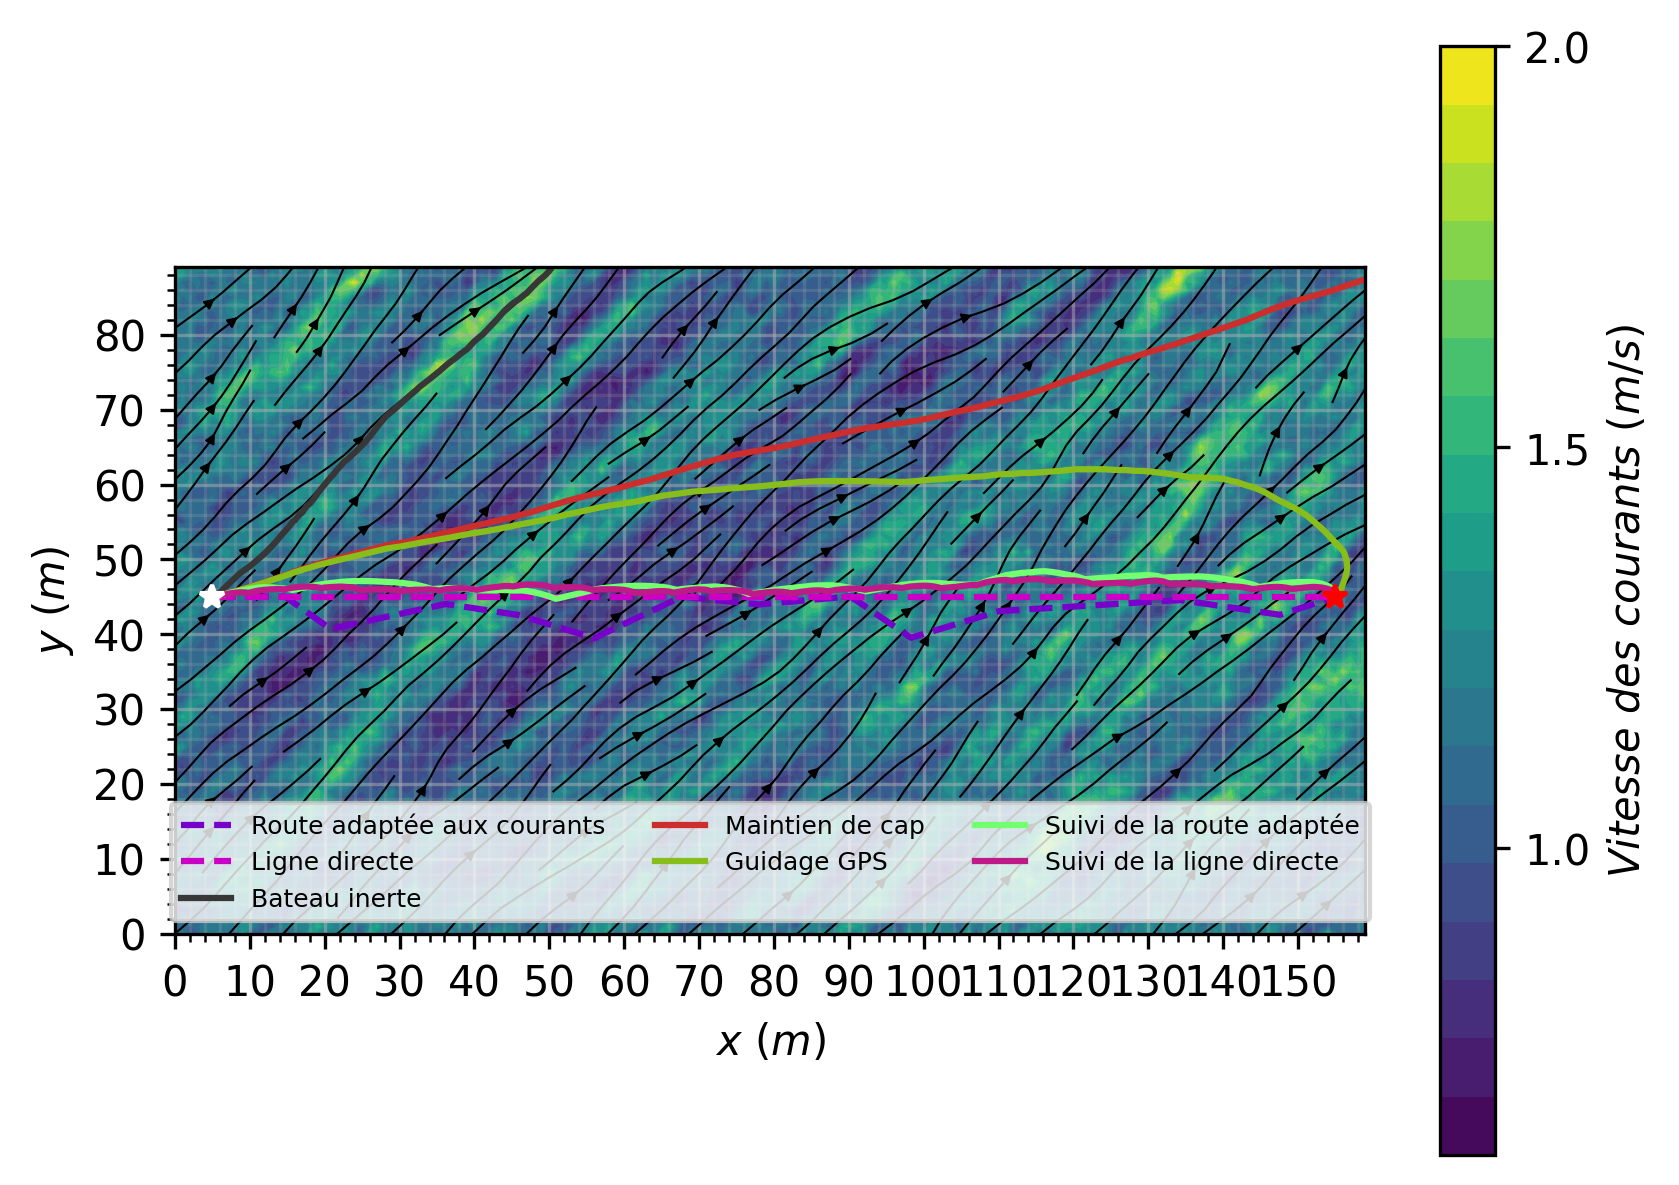 2.0
1.5
1.0
Vitesse des courants (m/s)
80
70
60
50
40
30
20
10
0
y (m)
Route adaptée aux courants
Ligne directe
Bateau inerte
Maintien de cap
Guidage GPS
Suivi de la route adaptée
Suivi de la ligne directe
0 10 20 30 40 50 60 70 80 90 100 110 120 130 140 150
x (m)